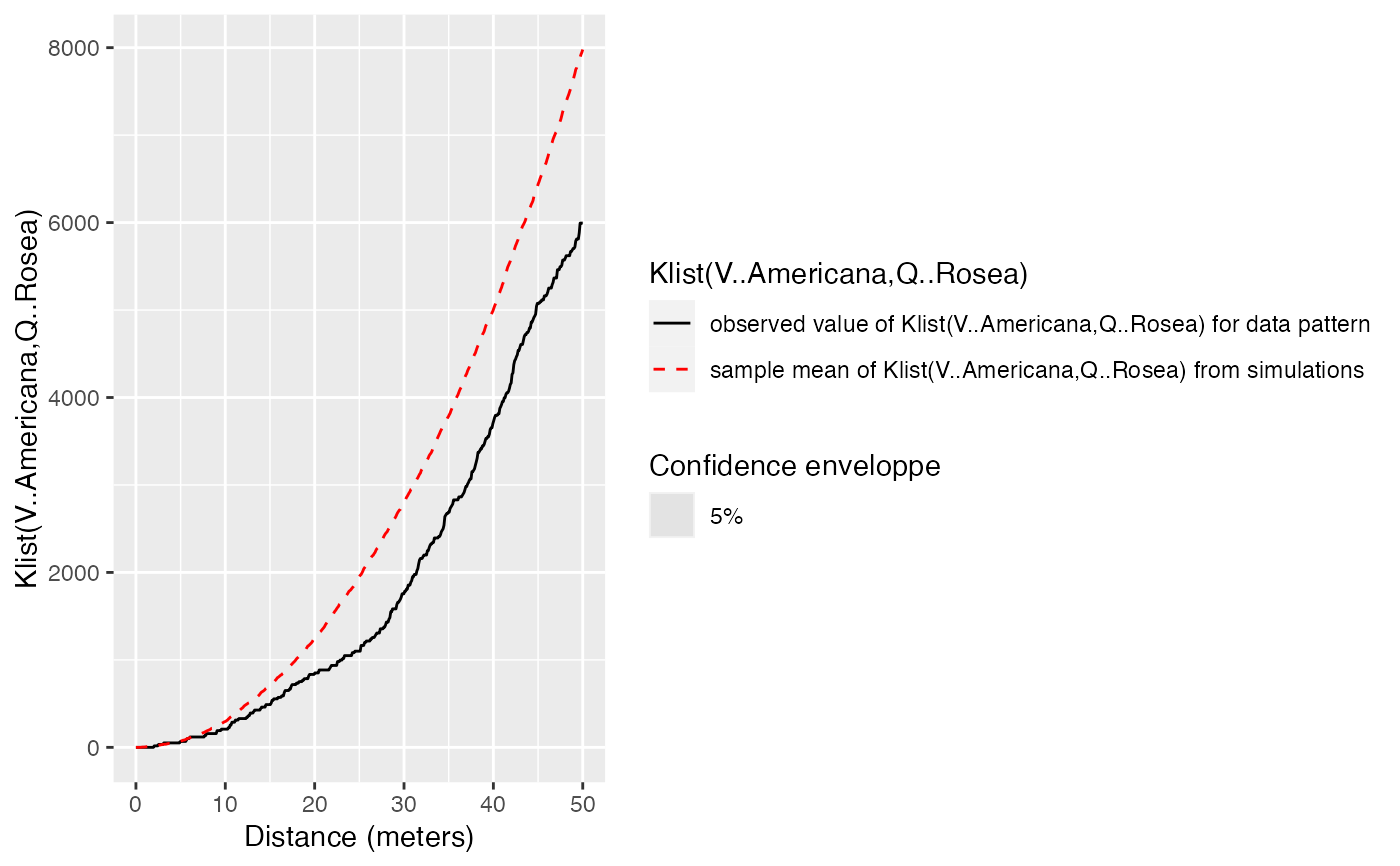 8000
6000
4000
2000
0
Klist(V..Americana,Q..Rosea)
0 10 20 30 40 50
Distance (meters)
Klist(V..Americana,Q..Rosea)
observed value of Klist(V..Americana,Q..Rosea) for data pattern
sample mean of Klist(V..Americana,Q..Rosea) from simulations
Confidence enveloppe
5%